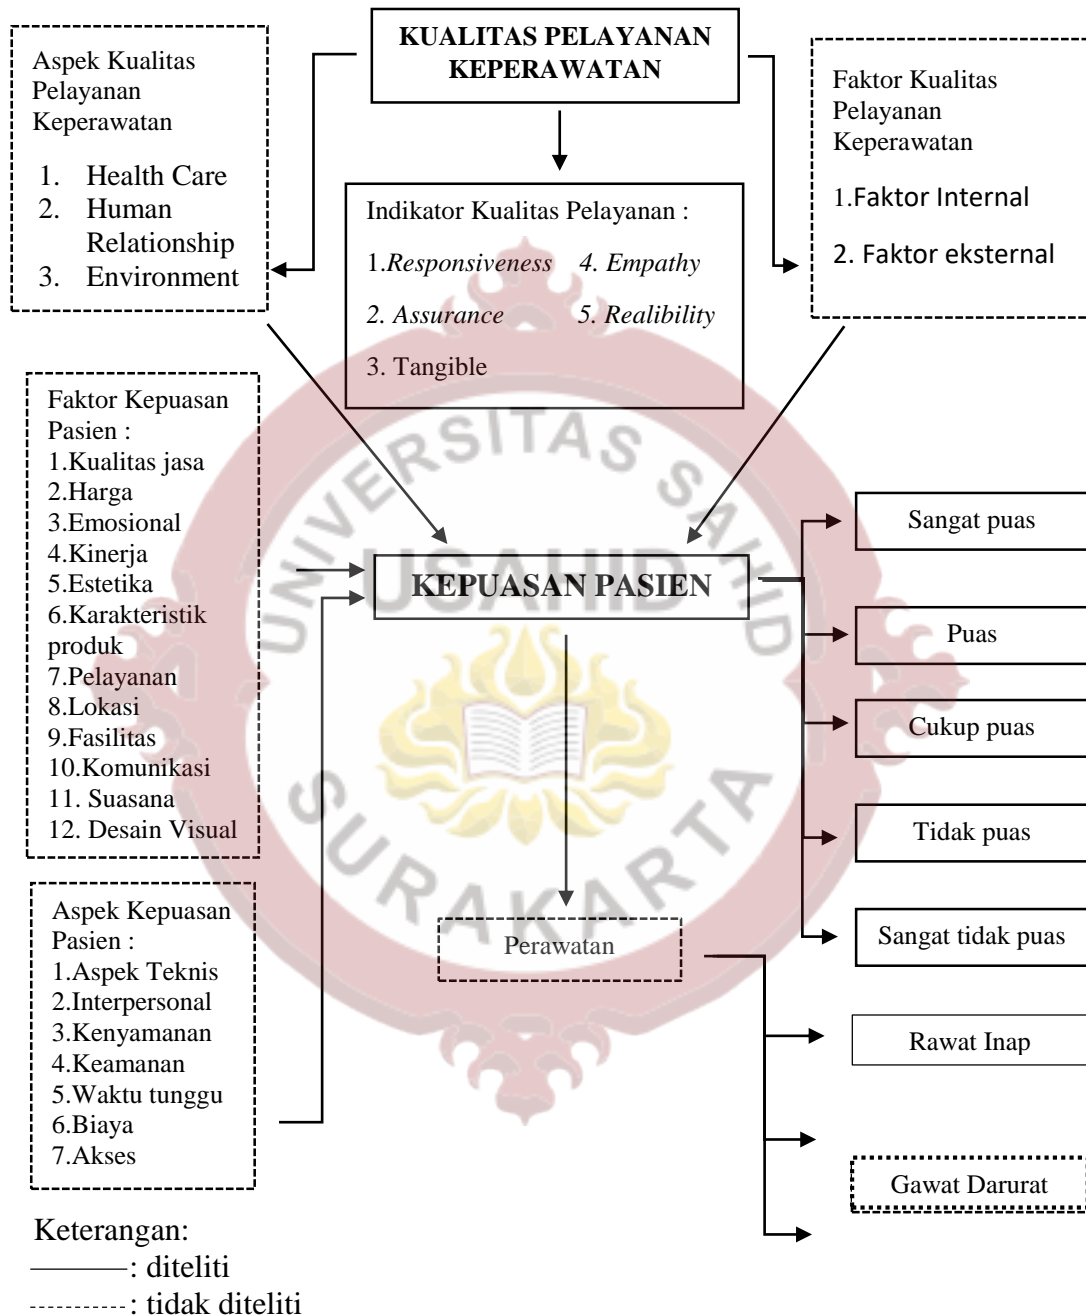 KUALITAS PELAYANAN
KEPERAWATAN
Aspek Kualitas
Pelayanan
Keperawatan
1. Health Care
2. Human
Relationship
3. Environment
Indikator Kualitas Pelayanan :
1.Responsiveness 4. Empathy
2. Assurance 5. Realibility
3. Tangible
Faktor Kualitas
Pelayanan
Keperawatan
1.Faktor Internal
2. Faktor eksternal
Faktor Kepuasan
Pasien :
1.Kualitas jasa
2.Harga
3.Emosional
4.Kinerja
5.Estetika
6.Karakteristik
produk
7.Pelayanan
8.Lokasi
9.Fasilitas
10.Komunikasi
11. Suasana
12. Desain Visual
KEPUASAN PASIEN
Sangat puas
Puas
Cukup puas
Tidak puas
Sangat tidak puas
Aspek Kepuasan
Pasien :
1.Aspek Teknis
2.Interpersonal
3.Kenyamanan
4.Keamanan
5.Waktu tunggu
6.Biaya
7.Akses
Perawatan
Rawat Inap
Gawat Darurat
Keterangan:
: diteliti
: tidak diteliti
UNIVERSITAS SAHID
USAHID
SURAKARTA